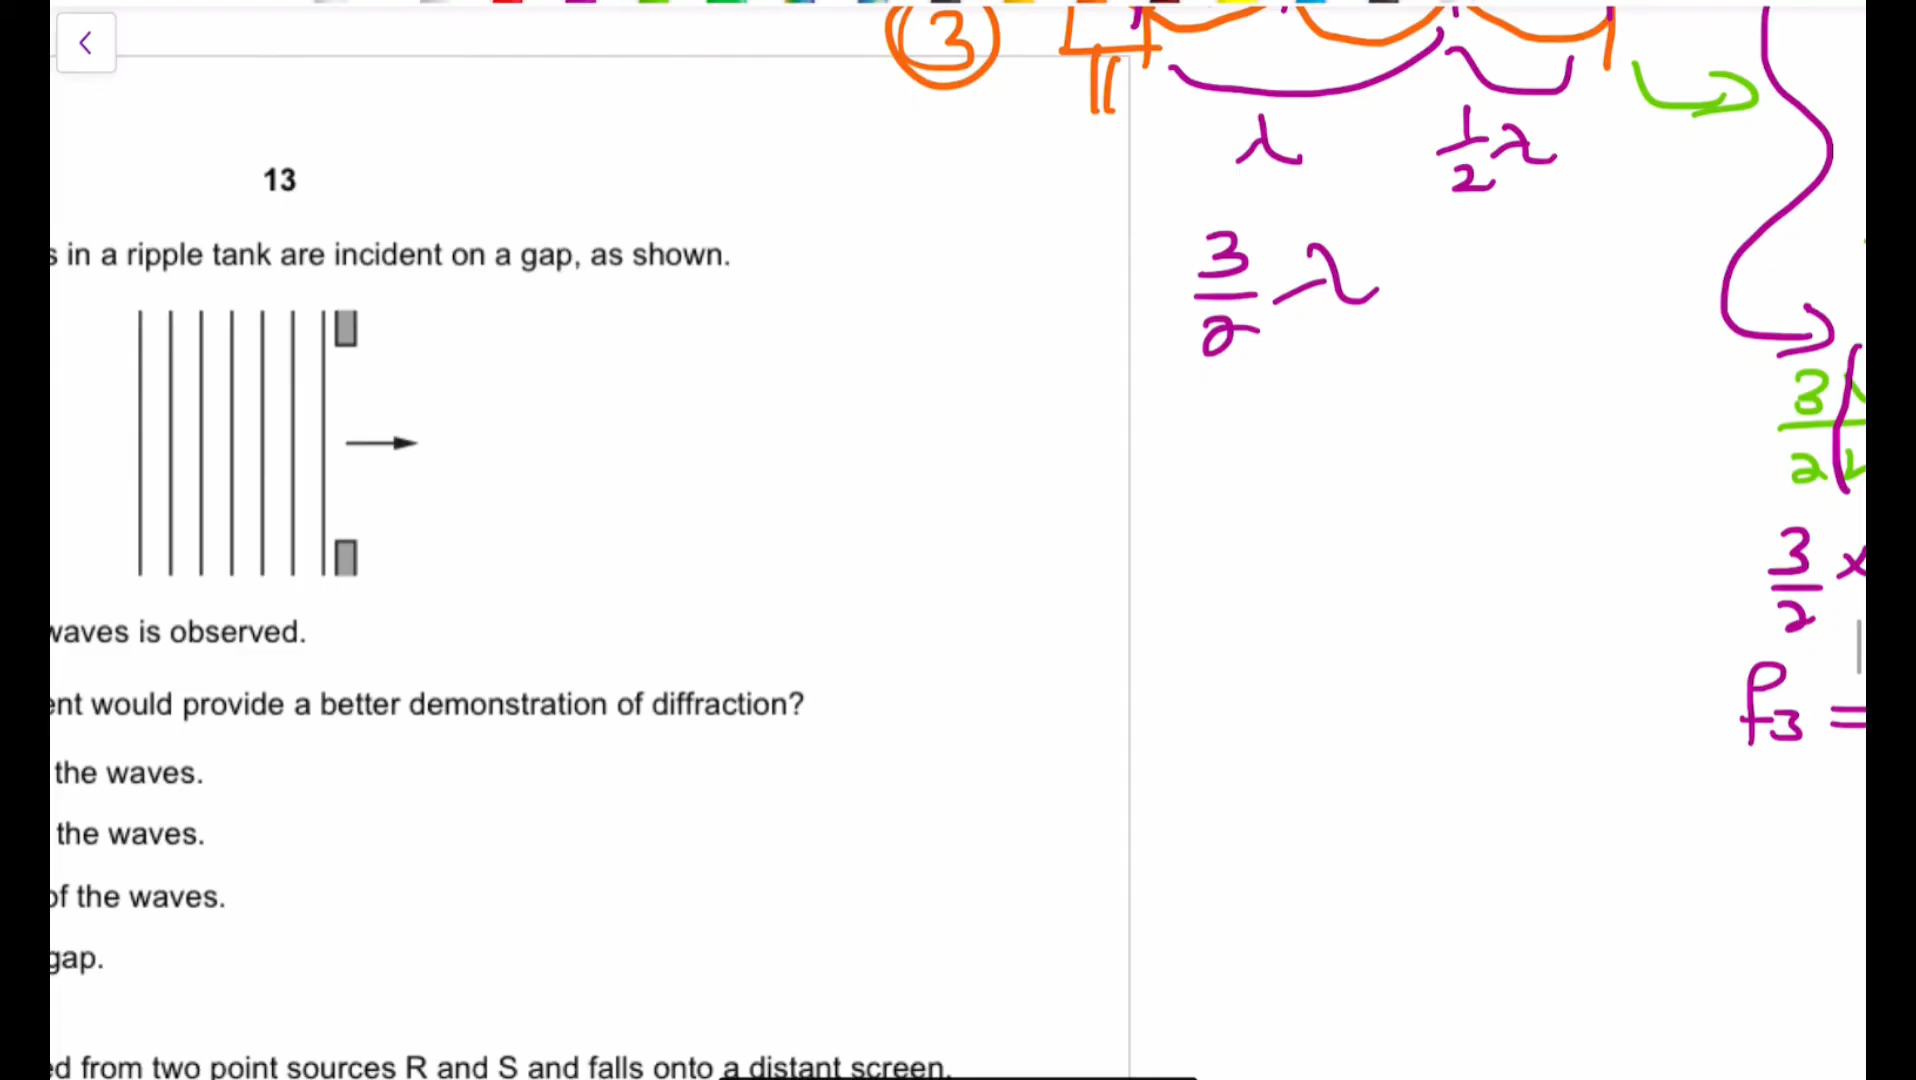 3
λ
1/2 λ
13
in a ripple tank are incident on a gap, as shown.
3/2 λ
waves is observed.
would provide a better demonstration of diffraction?
the waves.
the waves.
of the waves.
gap.
3
2
3/2 ×
f3 =
from two point sources R and S and falls onto a distant screen.